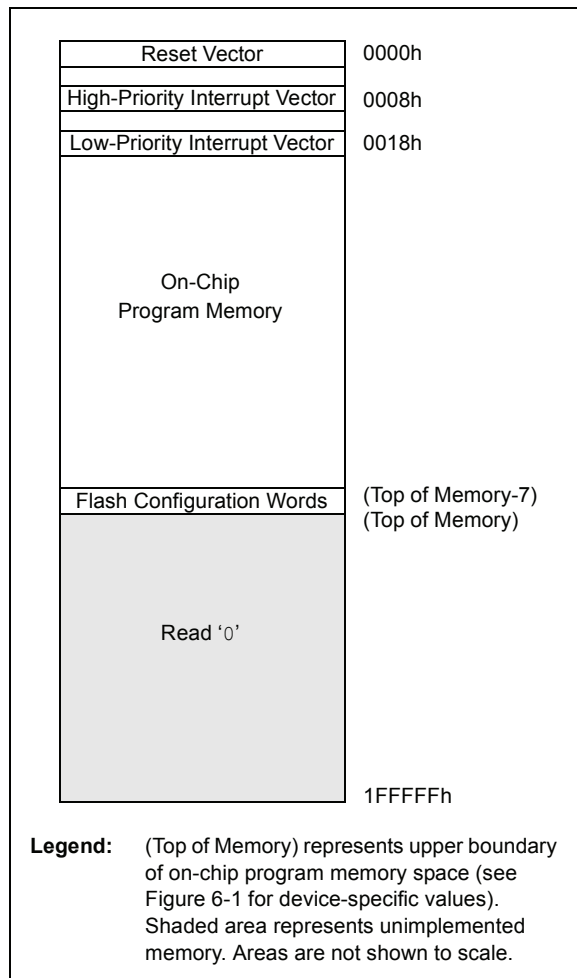 Reset Vector 0000h
High-Priority Interrupt Vector 0008h
Low-Priority Interrupt Vector 0018h
On-Chip
Program Memory
Flash Configuration Words (Top of Memory-7)
(Top of Memory)
Read ‘0’
1FFFFFh
Legend: (Top of Memory) represents upper boundary
of on-chip program memory space (see
Figure 6-1 for device-specific values).
Shaded area represents unimplemented
memory. Areas are not shown to scale.